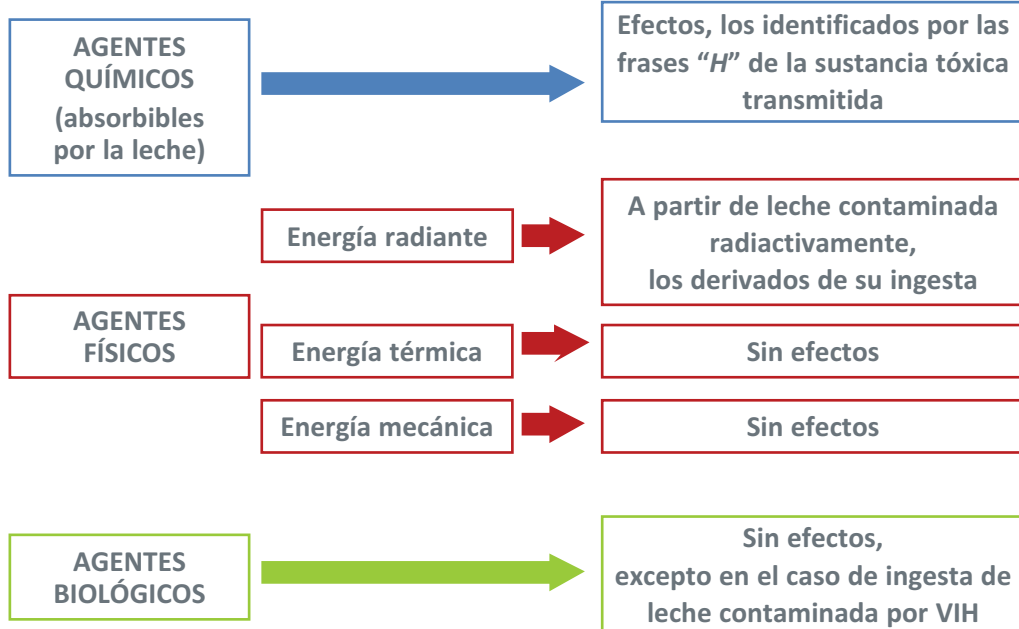 AGENTES
QUÍMICOS
(absorbibles
por la leche)
Efectos, los identificados por las
frases “H” de la sustancia tóxica
transmitida
Energía radiante
A partir de leche contaminada
radiactivamente,
los derivados de su ingesta
AGENTES
FÍSICOS
Energía térmica
Sin efectos
Energía mecánica
Sin efectos
AGENTES
BIOLÓGICOS
Sin efectos,
excepto en el caso de ingesta de
leche contaminada por VIH